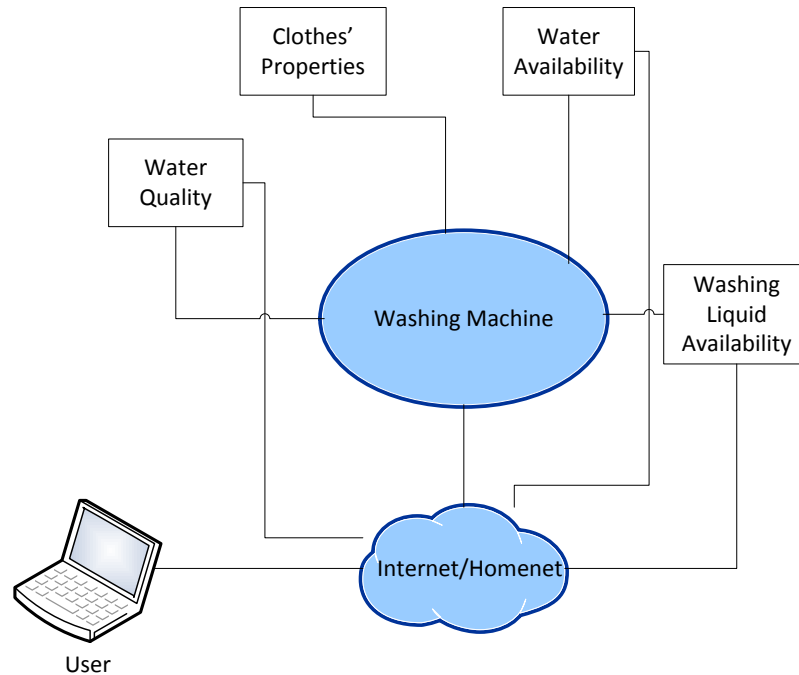 Clothes’
Properties
Water
Availability
Water
Quality
Washing Machine
Washing
Liquid
Availability
Internet/Homenet
User